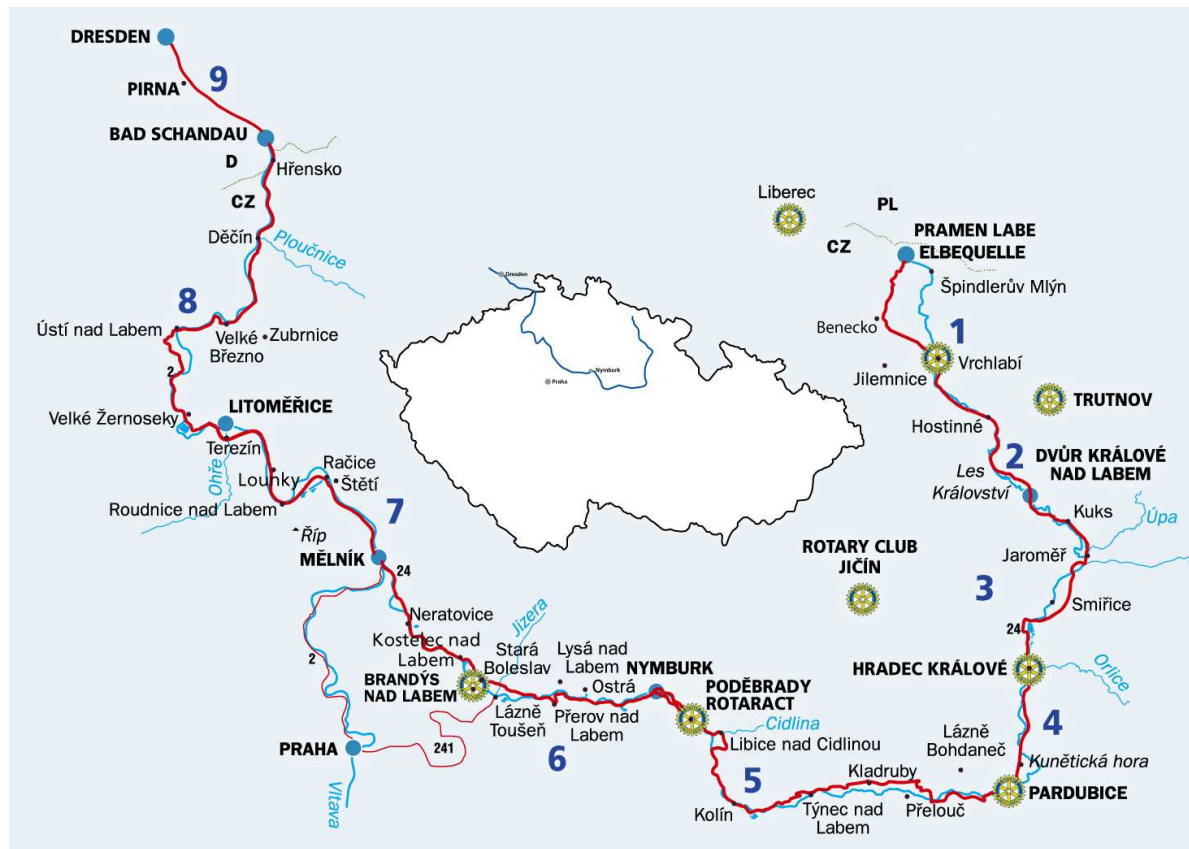 DRESDEN
9
PIRNA
BAD SCHANDAU
D
Hřensko
CZ
Děčín
Ploučnice
8
Ústí nad Labem
Velké
Březno
Zubrnice
2
Velké Žernoseky
LITOMĚŘICE
Terezín
Ohře
Lounky
Račice
Štětí
Roudnice nad Labem
7
Říp
MĚLNÍK
24
Neratovice
Kostelec nad
Labem
Jizera
Stará
Boleslav
BRANDÝS
NAD LABEM
Lázně
Toušeň
2
PRAHA
241
Vltava
Lysá nad
Labem
Ostrá
Přerov nad
Labem
6
NYMBURK
PODĚBRADY
ROTARACT
Cidlina
Libice nad Cidlinou
5
Kolín
Týnec nad
Labem
Kladruby
Přelouč
Lázně
Bohdaneč
Kunětická hora
PARDUBICE
4
Orlice
HRADEC KRÁLOVÉ
24
3
Smiřice
Jaroměř
Úpa
Kuks
DVŮR KRÁLOVÉ
NAD LABEM
Les
Království
2
Hostinné
TRUTNOV
Vrchlabí
Jilemnice
1
Benecko
Špindlerův Mlýn
PRAMEN LABE
ELBEQUELLE
PL
CZ
Liberec
ROTARY CLUB
JIČÍN
Dresden
Nymburk
Praha